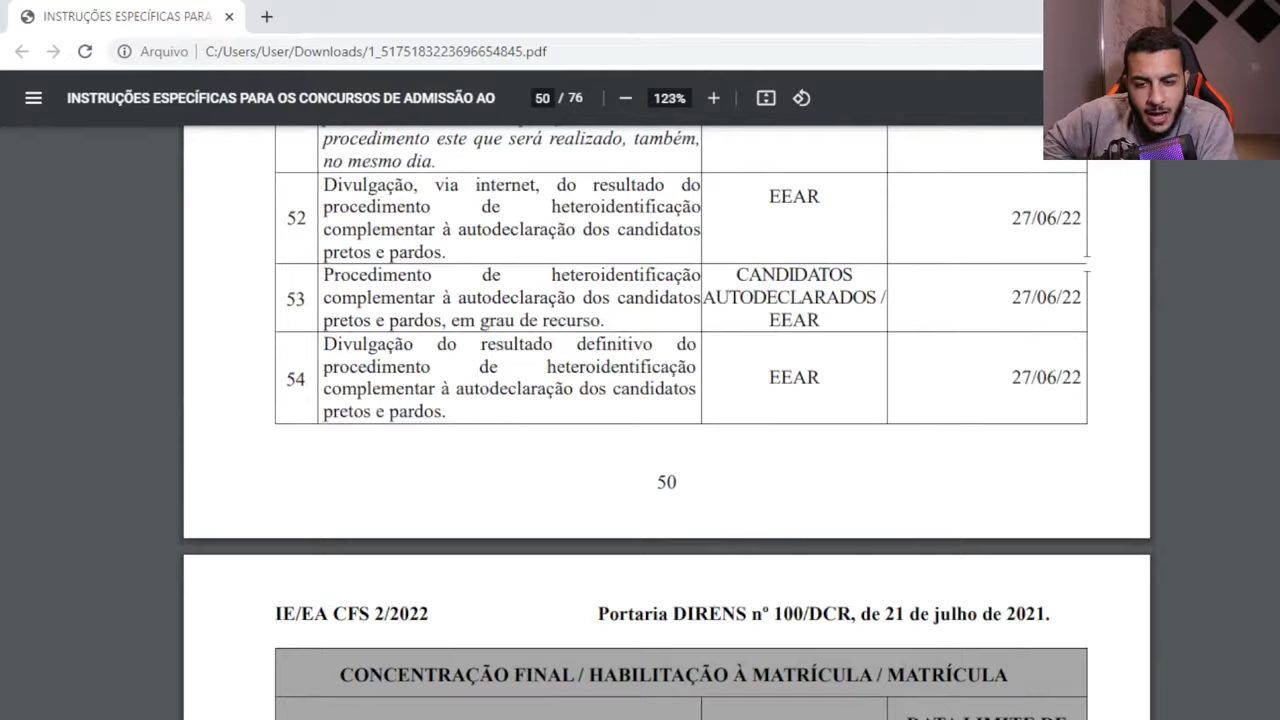 INSTRUÇÕES ESPECÍFICAS PARA
Arquivo
C:/Users/User/Downloads/1_5175183223696654845.pdf
INSTRUÇÕES ESPECÍFICAS PARA OS CONCURSOS DE ADMISSÃO AO
50 / 76
123%
procedimento este que será realizado, também,
no mesmo dia.
52
Divulgação, via internet, do resultado do
procedimento de heteroidentificação
complementar à autodeclaração dos candidatos
pretos e pardos.
EEAR
27/06/22
53
Procedimento de heteroidentificação
complementar à autodeclaração dos candidatos
pretos e pardos, em grau de recurso.
CANDIDATOS
AUTODECLARADOS /
EEAR
27/06/22
54
Divulgação do resultado definitivo do
procedimento de heteroidentificação
complementar à autodeclaração dos candidatos
pretos e pardos.
EEAR
27/06/22
50
IE/EA CFS 2/2022
Portaria DIRENS nº 100/DCR, de 21 de julho de 2021.
CONCENTRAÇÃO FINAL / HABILITAÇÃO À MATRÍCULA / MATRÍCULA
DATA LIMITE DE